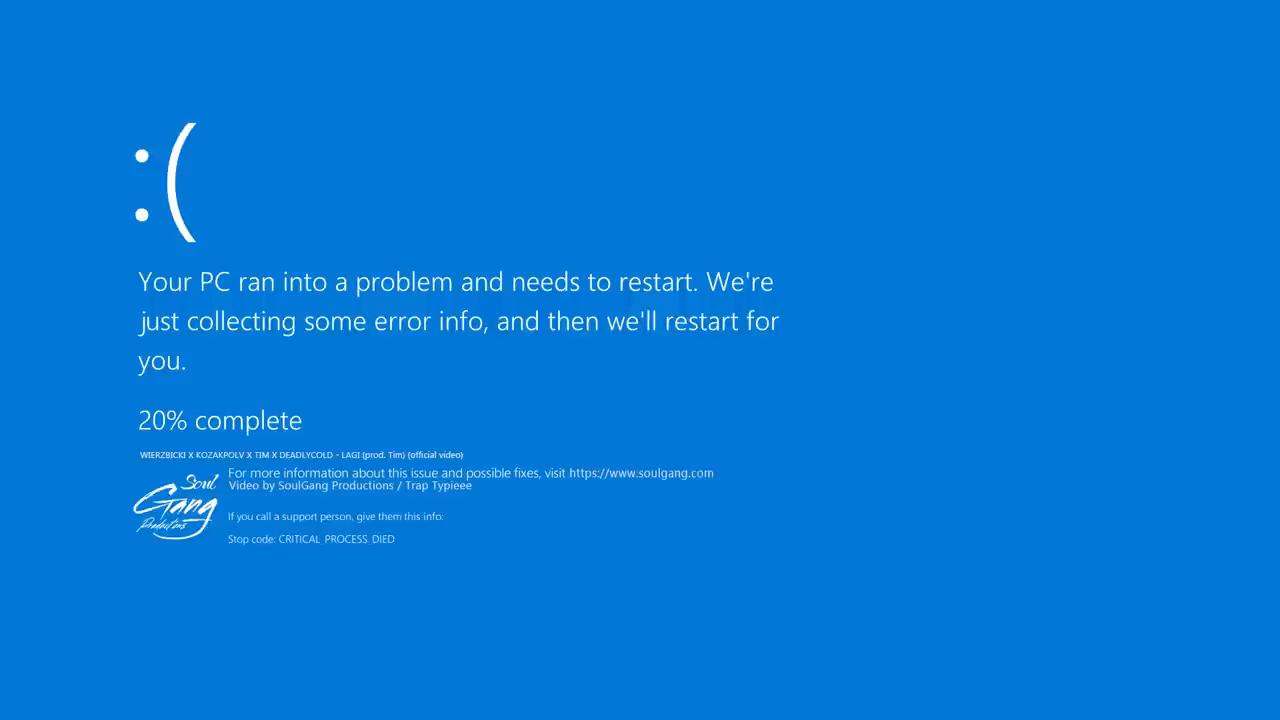 :(
Your PC ran into a problem and needs to restart. We're
just collecting some error info, and then we'll restart for
you.
20% complete
WIERZBICKI X KOZAKPOLV X TIM X DEADLYCOLD - LAGI (prod. Tim) (official video)
For more information about this issue and possible fixes, visit https://www.soulgang.com
Video by SoulGang Productions / Trap Typieee
Soul
Gang
Productions
If you call a support person, give them this info:
Stop code: CRITICAL_PROCESS_DIED